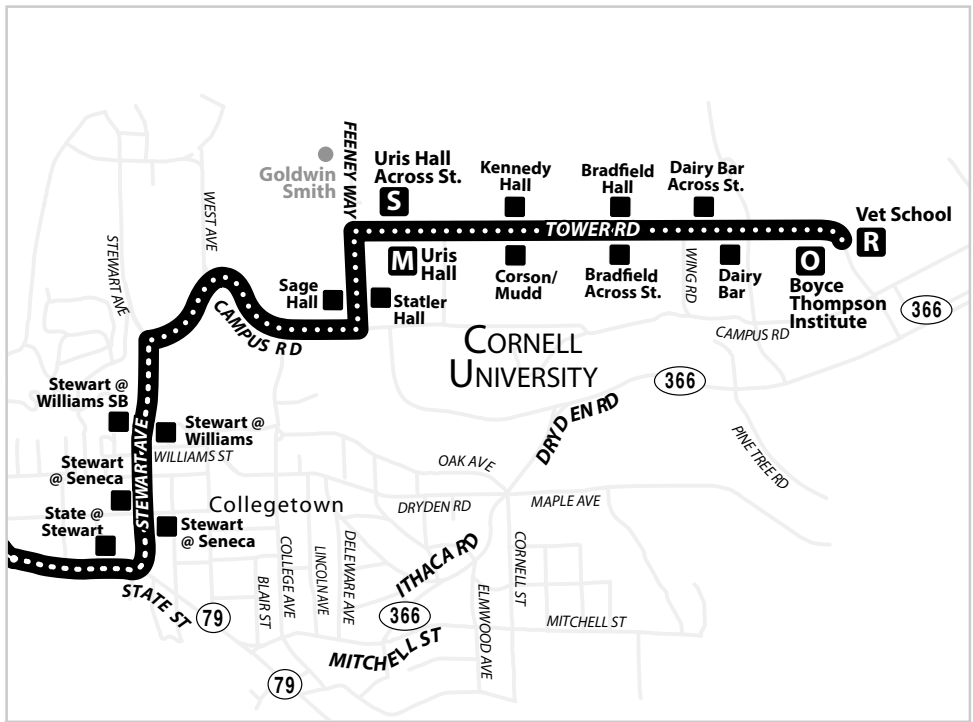 FEENEY WAY
Goldwin
Smith
Uris Hall
Across St.
S
Kennedy
Hall
Bradfield
Hall
Dairy Bar
Across St.
Vet School
R
WEST AVE
TOWER RD
STEWART AVE
M
Uris
Hall
Corson/
Mudd
Bradfield
Across St.
WING RD
Dairy
Bar
O
Boyce
Thompson
Institute
366
Sage
Hall
Statler
Hall
CAMPUS RD
CORNELL
UNIVERSITY
CAMPUS RD
366
Stewart @
Williams SB
Stewart @
Williams
WILLIAMS ST
STEWART AVE
DRYDEN RD
PINE TREE RD
Stewart
@ Seneca
OAK AVE
State @
Stewart
Collegetown
DRYDEN RD
MAPLE AVE
Stewart
@ Seneca
COLLEGE AVE
LINCOLN AVE
DELEWARE AVE
ITHACA RD
CORNELL ST
BLAIR ST
ELMWOOD AVE
STATE ST
79
366
MITCHELL ST
MITCHELL ST
79